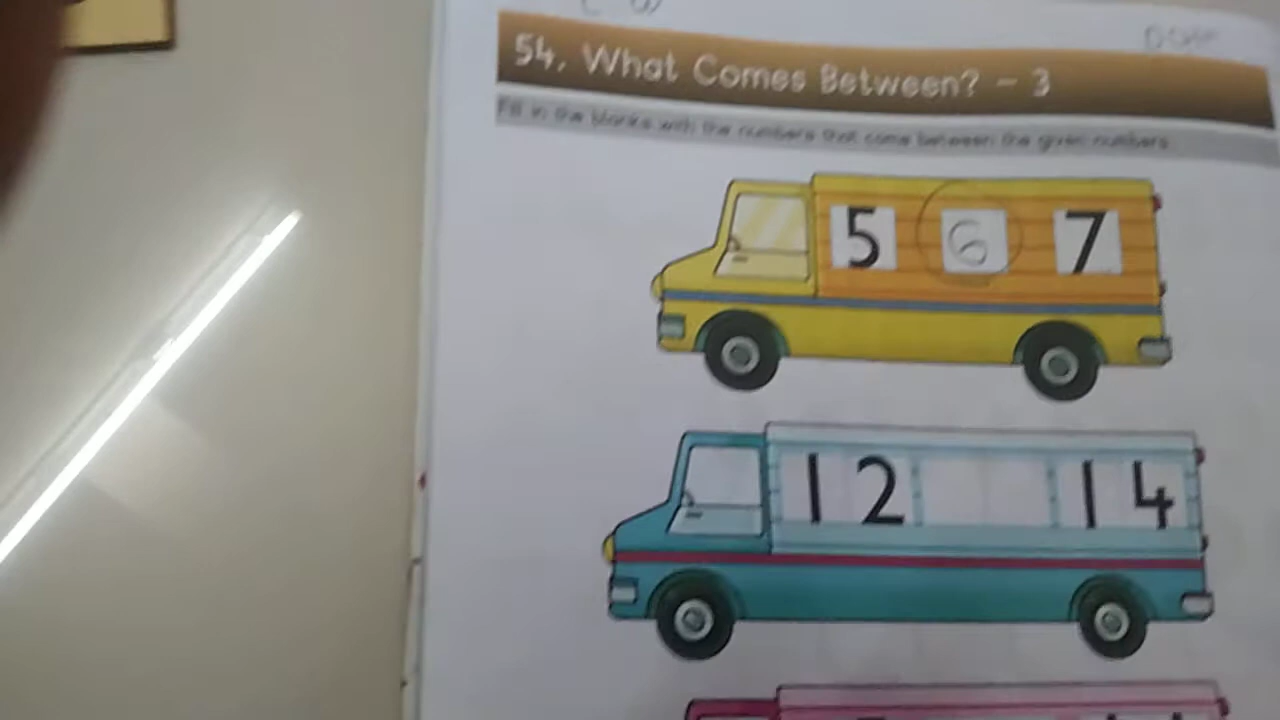 54. What Comes Between? - 3
Fill in the blanks with the numbers that come between the given numbers.
5 6 7
12 14